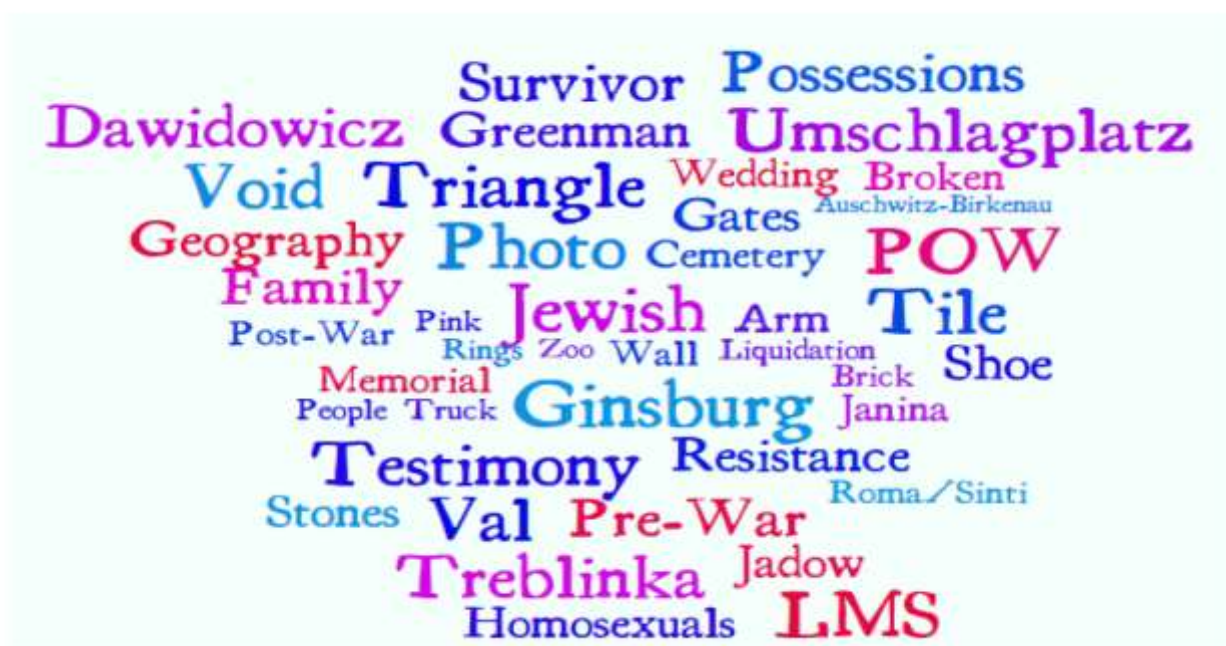 Survivor Possessions
Dawidowicz Greenman Umschlagplatz
Void Triangle Wedding Broken
Gates Auschwitz-Birkenau
Geography Photo Cemetery POW
Family Jewish Arm Tile
Post-War Pink
Rings Zoo Wall Liquidation Shoe
Memorial Brick
People Truck Ginsburg Janina
Testimony Resistance
Roma/Sinti
Stones Val Pre-War
Treblinka Jadow
Homosexuals LMS